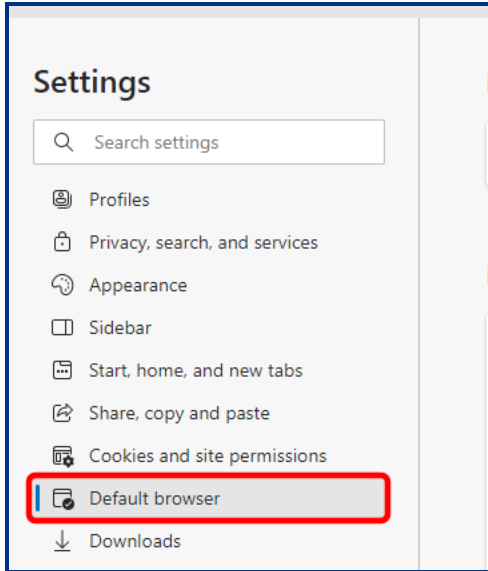 Settings
Search settings
Profiles
Privacy, search, and services
Appearance
Sidebar
Start, home, and new tabs
Share, copy and paste
Cookies and site permissions
Default browser
Downloads